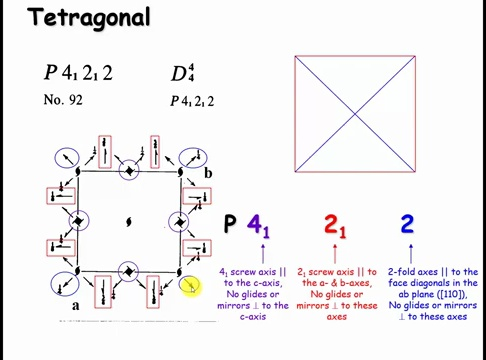 Tetragonal
P 4₁ 2₁ 2
D₄⁴
No. 92
P 4₁ 2₁ 2
b
a
P 4₁ 2₁ 2
4₁ screw axis || to the c-axis, No glides or mirrors ⊥ to the c-axis
2₁ screw axis || to the a- & b-axes, No glides or mirrors ⊥ to these axes
2-fold axes || to the face diagonals in the ab plane ([110]), No glides or mirrors ⊥ to these axes